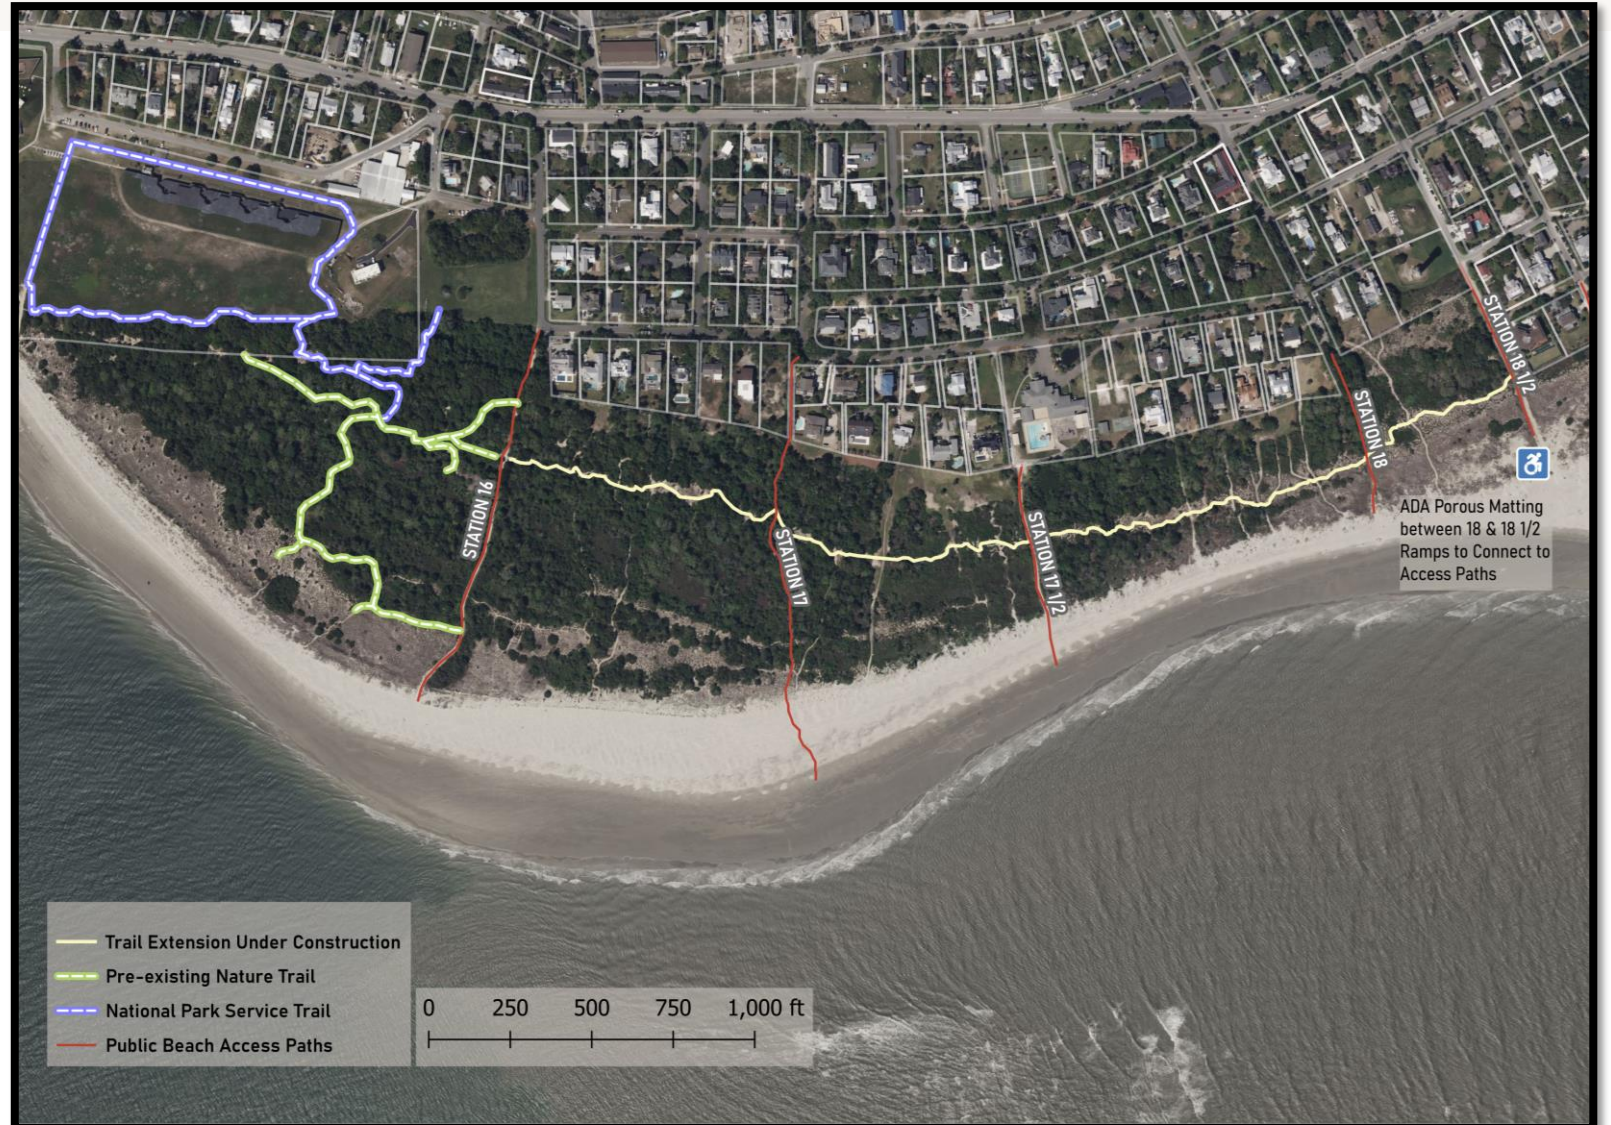 STATION 18 1/2
STATION 18
STATION 16
STATION 17
STATION 17 1/2
ADA Porous Matting
between 18 & 18 1/2
Ramps to Connect to
Access Paths
Trail Extension Under Construction
Pre-existing Nature Trail
National Park Service Trail
Public Beach Access Paths
0 250 500 750 1,000 ft